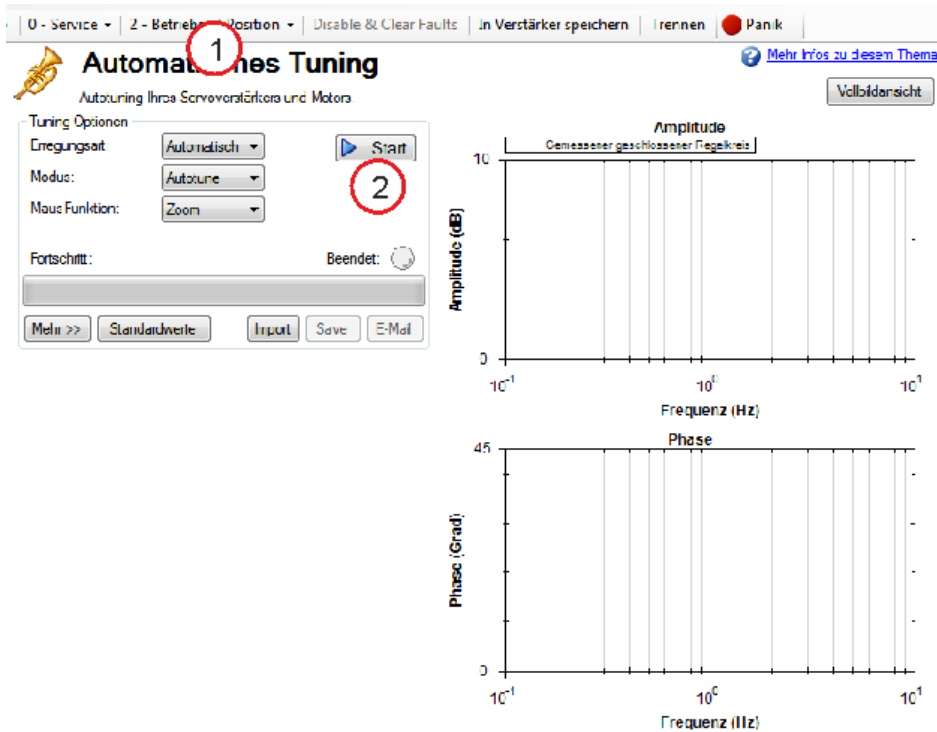 0 - Service 2 - Position Disable & Clear Faults In Verstärker speichern Trennen Panik
1
Tuning
Mehr Infos zu diesem Thema
Autotuning Ihres Servoverstärkers und Motors
Vollbildansicht
Tuning Optionen
Erregungsart Automatisch Start
Modus: Autotune
2
Maus Funktion: Zoom
Fortschritt: Beendet:
Mehr >> Standardwerte Import Save E-Mail
Amplitude
Gemessener geschlossener Regelkreis
10
Amplitude (dB)
0
10⁻¹ 10⁰ 10¹
Frequenz (Hz)
Phase
45
Phase (Grad)
0
10⁻¹ 10⁰ 10¹
Frequenz (Hz)